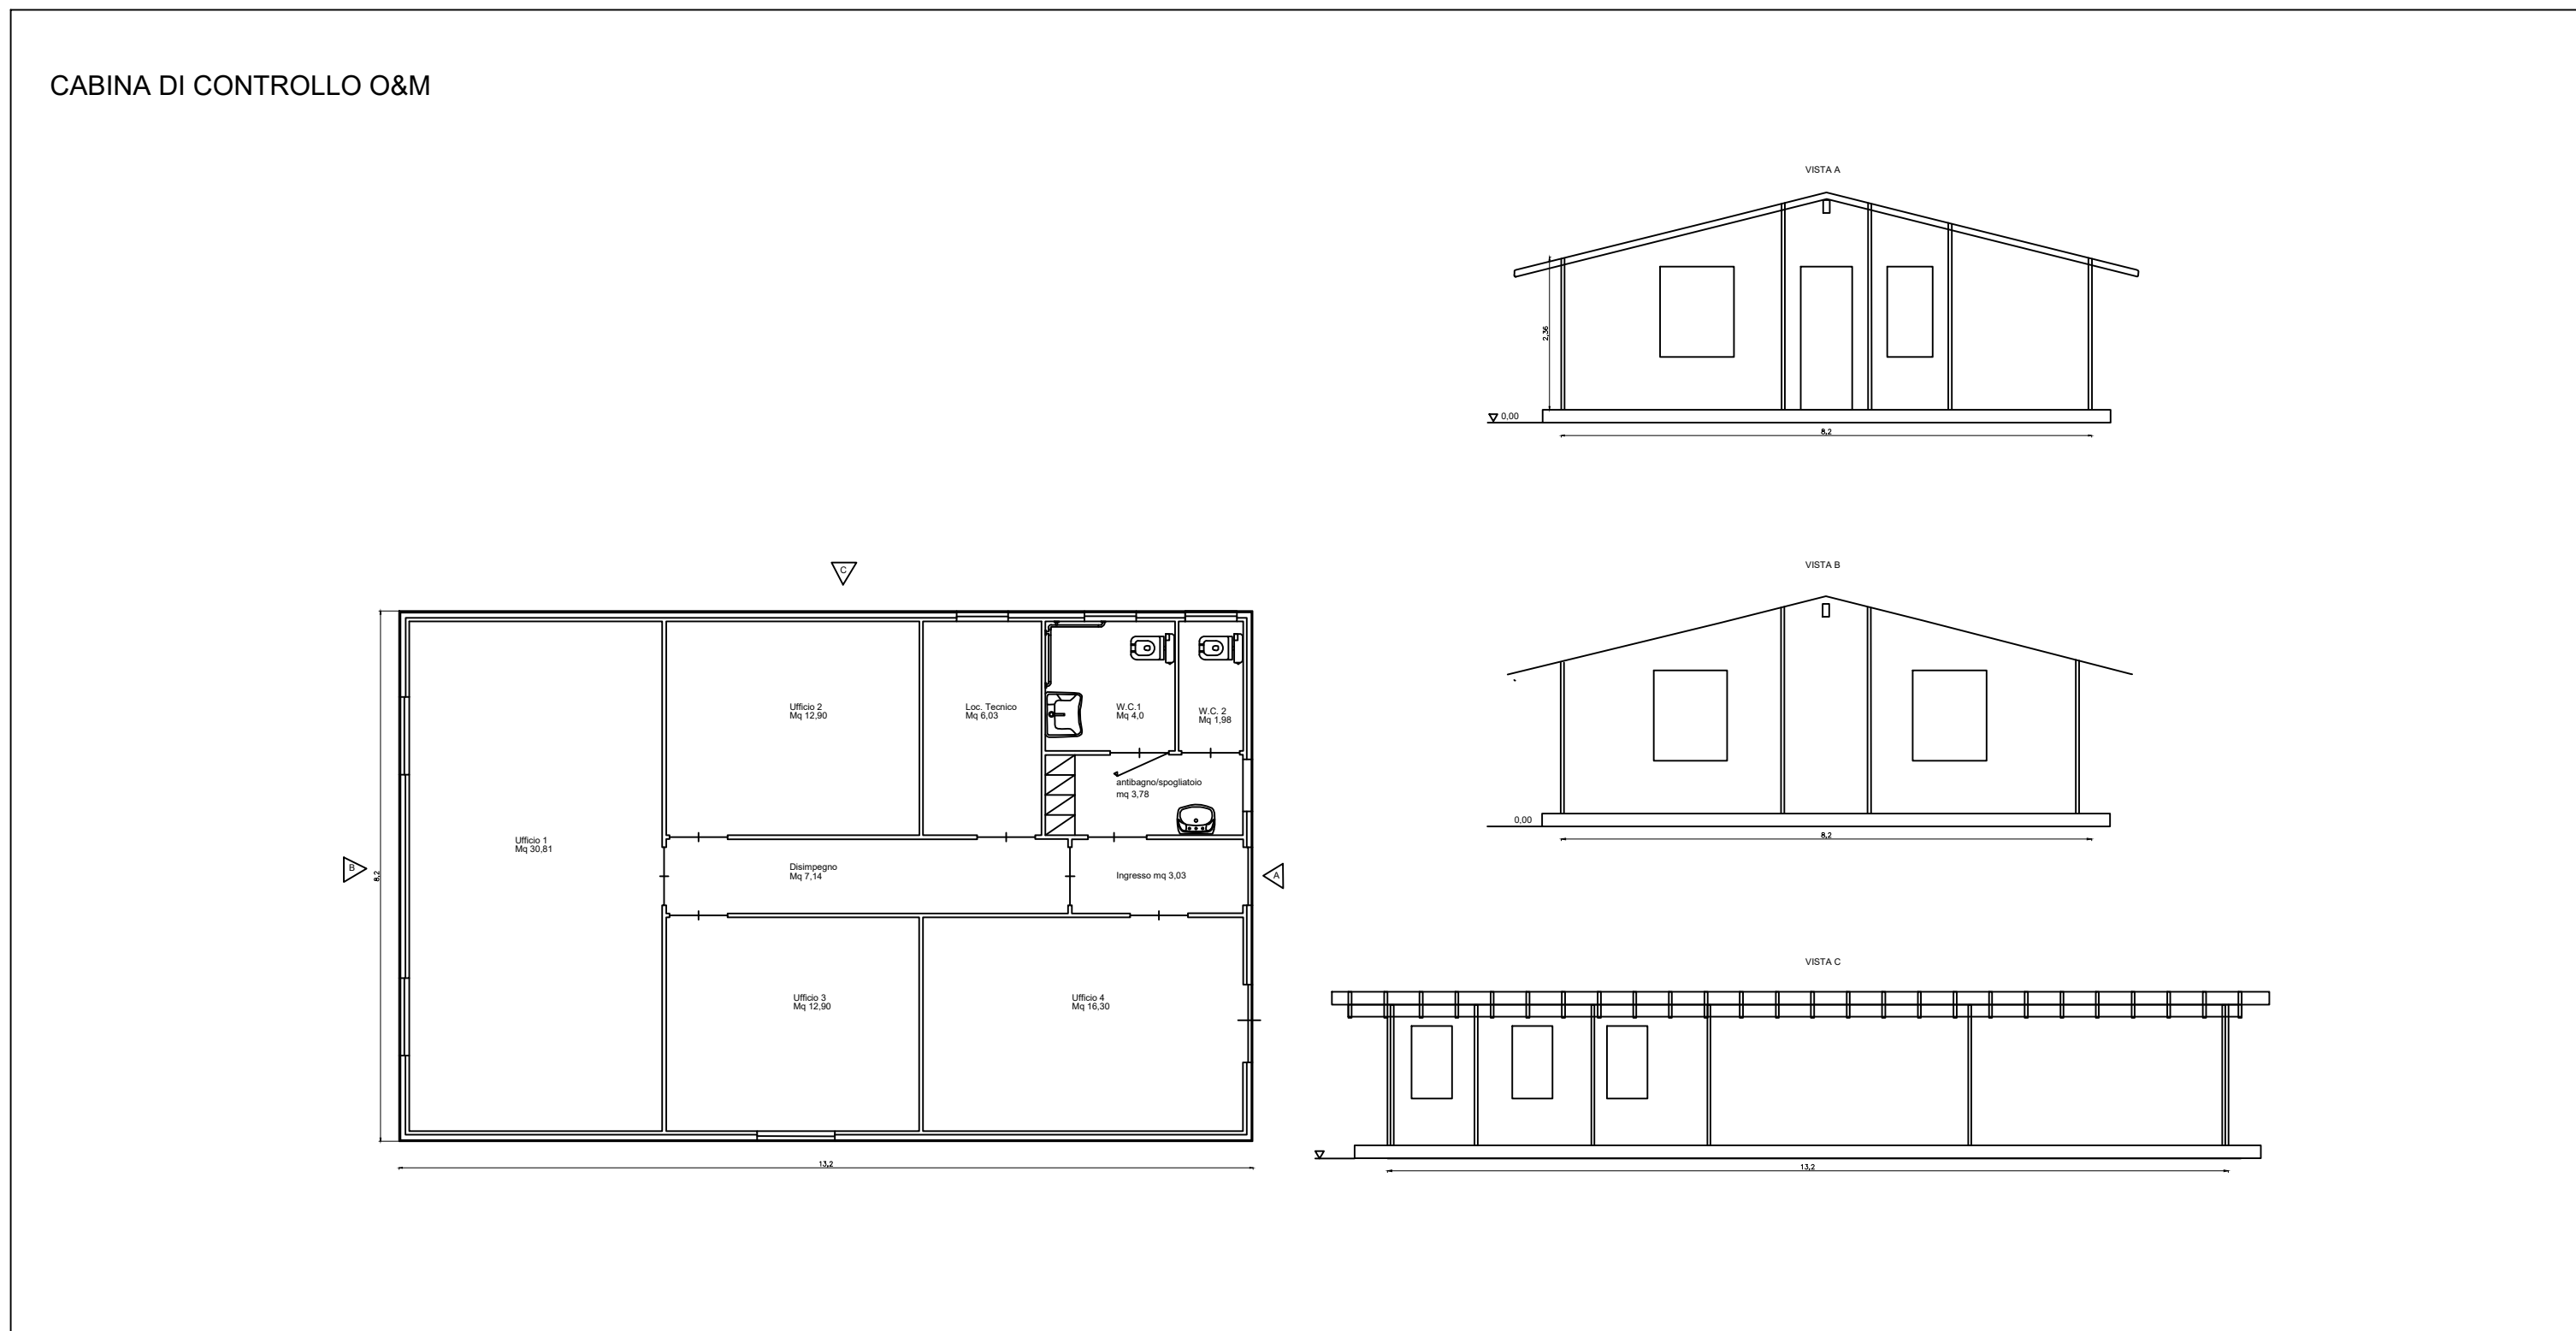 CABINA DI CONTROLLO O&M
VISTA A
2,36
0,00
8,2
VISTA B
0,00
8,2
VISTA C
13,2
C
B
A
8,2
13,2
Ufficio 2
Mq 12,90
Loc. Tecnico
Mq 6,03
W.C.1
Mq 4,0
W.C. 2
Mq 1,98
antibagno/spogliatoio
mq 3,78
Ufficio 1
Mq 30,81
Disimpegno
Mq 7,14
Ingresso mq 3,03
Ufficio 3
Mq 12,90
Ufficio 4
Mq 16,30